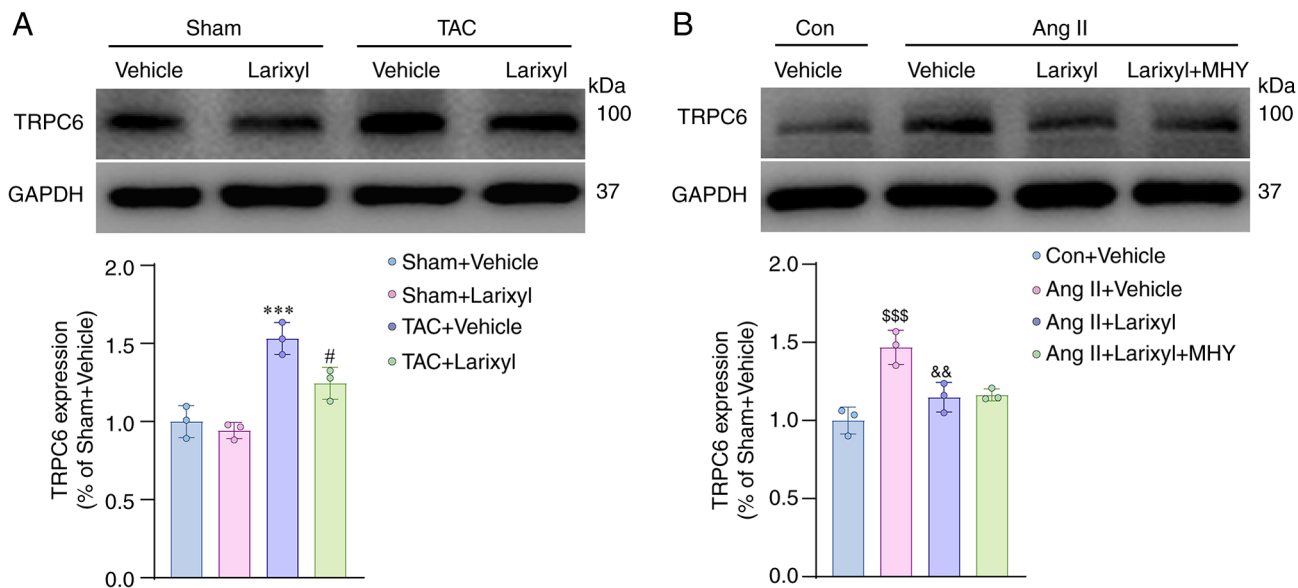 A
Sham
TAC
Vehicle
Larixyl
Vehicle
Larixyl
kDa
TRPC6
100
GAPDH
37
TRPC6 expression
(% of Sham+Vehicle)
2.0
1.5
1.0
0.5
0.0
***
#
Sham+Vehicle
Sham+Larixyl
TAC+Vehicle
TAC+Larixyl
B
Con
Ang II
Vehicle
Vehicle
Larixyl
Larixyl+MHY
kDa
TRPC6
100
GAPDH
37
TRPC6 expression
(% of Sham+Vehicle)
2.0
1.5
1.0
0.5
0.0
$$$
&&
Con+Vehicle
Ang II+Vehicle
Ang II+Larixyl
Ang II+Larixyl+MHY